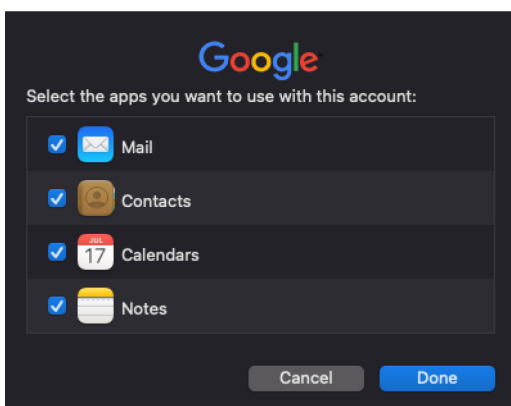 Google
Select the apps you want to use with this account:
Mail
Contacts
JUL
17
Calendars
Notes
Cancel
Done